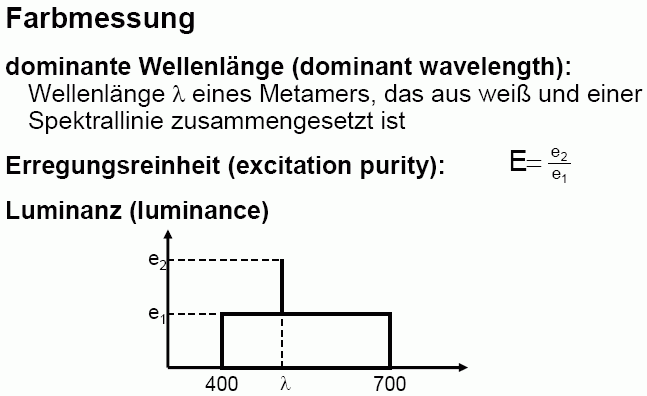 Farbmessung
dominante Wellenlänge (dominant wavelength):
Wellenlänge λ eines Metamers, das aus weiß und einer
Spektrallinie zusammengesetzt ist
Erregungsreinheit (excitation purity): E= e₂/e₁
Luminanz (luminance)
e₂
e₁
400 λ 700